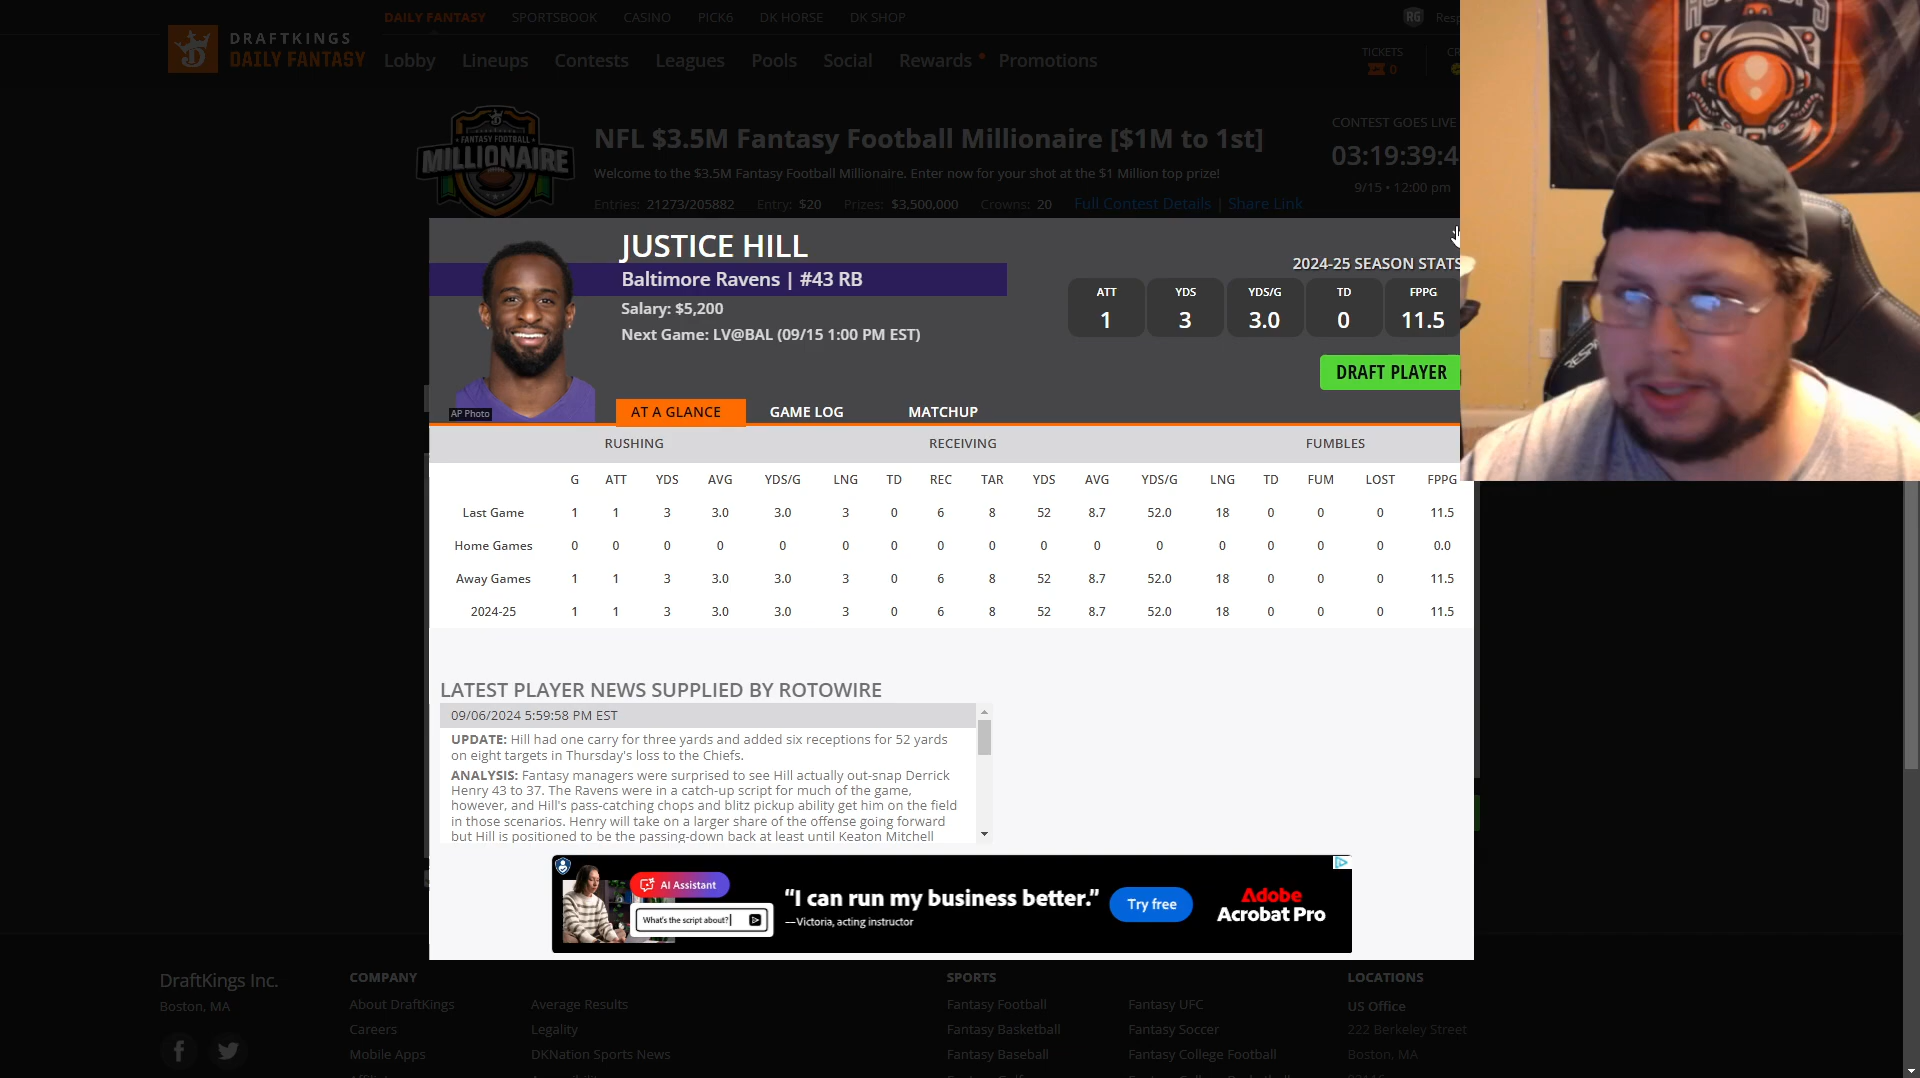 DAILY FANTASY SPORTSBOOK CASINO PICK6 DK HORSE DK SHOP
RG Resp
DRAFTKINGS
DAILY FANTASY
Lobby Lineups Contests Leagues Pools Social Rewards Promotions
TICKETS
0
FANTASY FOOTBALL
MILLIONAIRE
NFL $3.5M Fantasy Football Millionaire [$1M to 1st]
Welcome to the $3.5M Fantasy Football Millionaire. Enter now for your shot at the $1 Million top prize!
Entries: 21273/205882 Entry: $20 Prizes: $3,500,000 Crowns: 20 Full Contest Details | Share Link
CONTEST GOES LIVE
03:19:39:4
9/15 • 12:00 pm
JUSTICE HILL
Baltimore Ravens | #43 RB
Salary: $5,200
Next Game: LV@BAL (09/15 1:00 PM EST)
AP Photo
2024-25 SEASON STATS
ATT YDS YDS/G TD FPPG
1 3 3.0 0 11.5
DRAFT PLAYER
AT A GLANCE GAME LOG MATCHUP
RUSHING RECEIVING FUMBLES
G ATT YDS AVG YDS/G LNG TD REC TAR YDS AVG YDS/G LNG TD FUM LOST FPPG
Last Game 1 1 3 3.0 3.0 3 0 6 8 52 8.7 52.0 18 0 0 0 11.5
Home Games 0 0 0 0 0 0 0 0 0 0 0 0 0 0 0 0 0.0
Away Games 1 1 3 3.0 3.0 3 0 6 8 52 8.7 52.0 18 0 0 0 11.5
2024-25 1 1 3 3.0 3.0 3 0 6 8 52 8.7 52.0 18 0 0 0 11.5
LATEST PLAYER NEWS SUPPLIED BY ROTOWIRE
09/06/2024 5:59:58 PM EST
UPDATE: Hill had one carry for three yards and added six receptions for 52 yards
on eight targets in Thursday's loss to the Chiefs.
ANALYSIS: Fantasy managers were surprised to see Hill actually out-snap Derrick
Henry 43 to 37. The Ravens were in a catch-up script for much of the game,
however, and Hill's pass-catching chops and blitz pickup ability get him on the field
in those scenarios. Henry will take on a larger share of the offense going forward
but Hill is positioned to be the passing-down back at least until Keaton Mitchell
AI Assistant
What's the script about?
“I can run my business better.”
—Victoria, acting instructor
Try free
Adobe
Acrobat Pro
DraftKings Inc.
Boston, MA
COMPANY
About DraftKings
Careers
Mobile Apps
Average Results
Legality
DKNation Sports News
SPORTS
Fantasy Football
Fantasy Basketball
Fantasy Baseball
Fantasy UFC
Fantasy Soccer
Fantasy College Football
LOCATIONS
US Office
222 Berkeley Street
Boston, MA